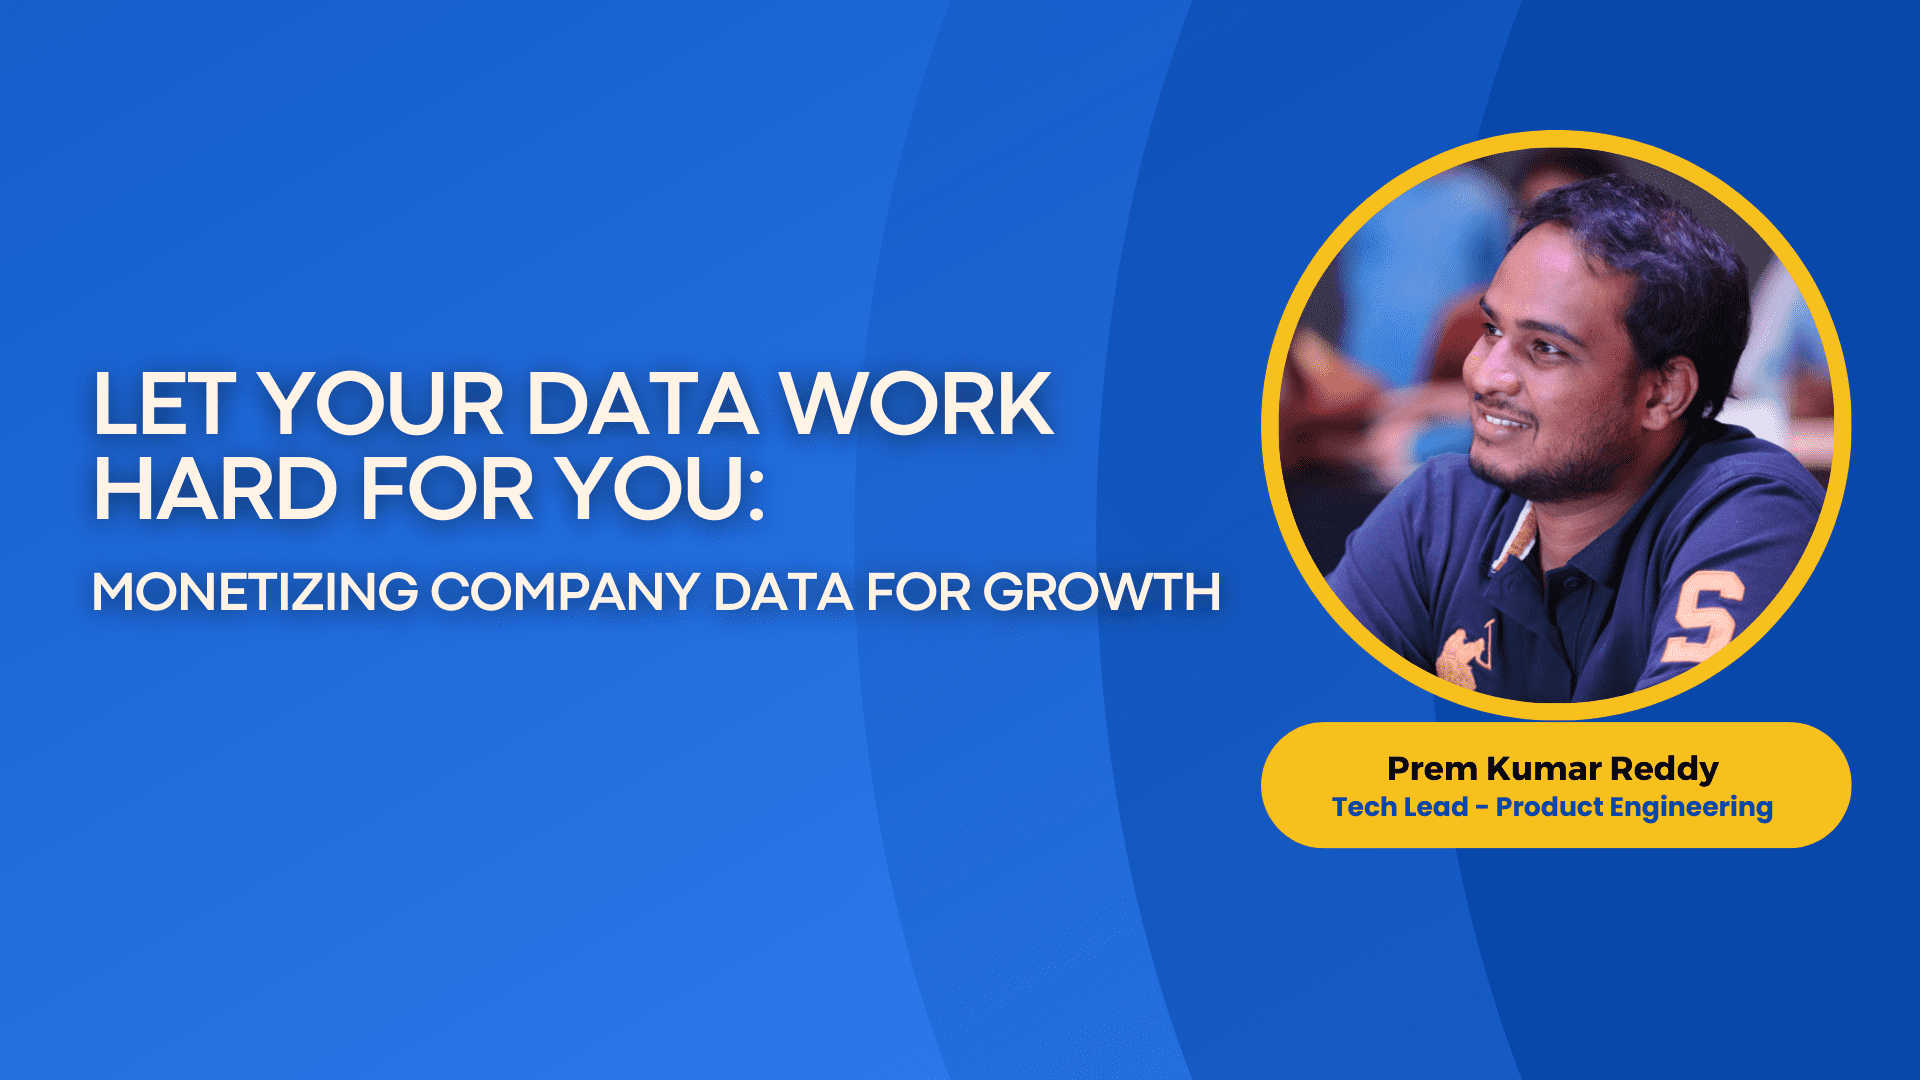 LET YOUR DATA WORK
HARD FOR YOU:
MONETIZING COMPANY DATA FOR GROWTH
S
Prem Kumar Reddy
Tech Lead - Product Engineering